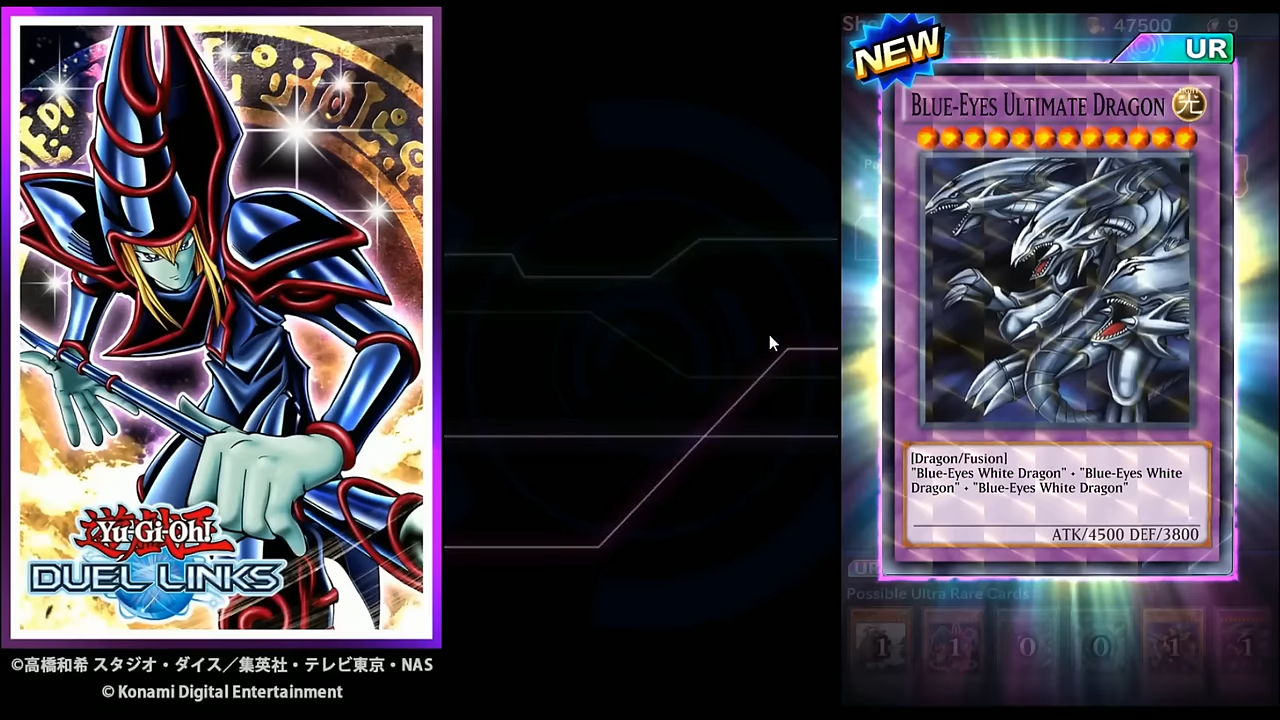 Yu-Gi-Oh!
DUEL LINKS
©高橋和希 スタジオ・ダイス／集英社・テレビ東京・NAS
© Konami Digital Entertainment
47500
9
NEW
UR
BLUE-EYES ULTIMATE DRAGON
光
[Dragon/Fusion]
"Blue-Eyes White Dragon" + "Blue-Eyes White
Dragon" + "Blue-Eyes White Dragon"
ATK/4500 DEF/3800
UR
Possible Ultra Rare Cards
1 1 0 0 1 1